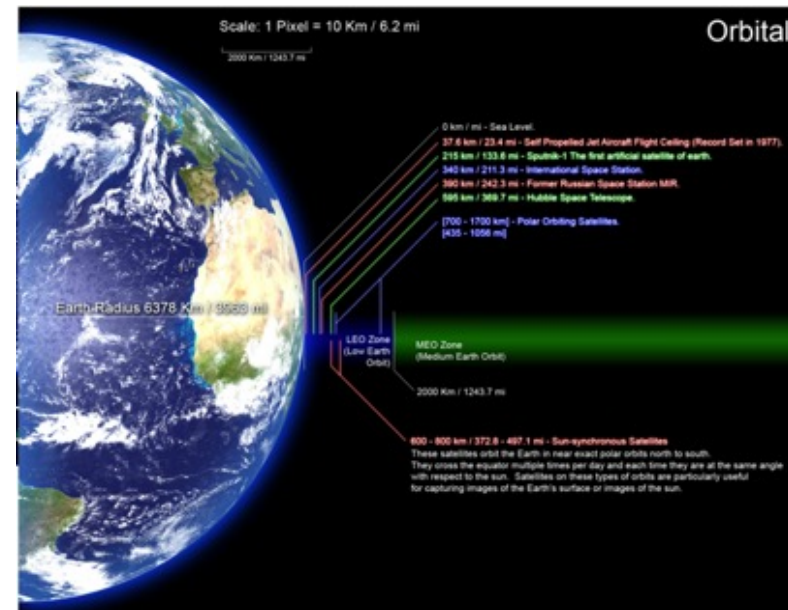 Scale: 1 Pixel = 10 Km / 6.2 mi
Orbital
2000 Km / 1243.7 mi
0 km / mi - Sea Level.
37.6 km / 23.4 mi - Self Propelled Jet Aircraft Flight Ceiling (Record Set in 1977).
215 km / 133.6 mi - Sputnik-1 The first artificial satellite of earth.
340 km / 211.3 mi - International Space Station.
390 km / 242.3 mi - Former Russian Space Station MIR.
595 km / 369.7 mi - Hubble Space Telescope.
[700 - 1700 km] - Polar Orbiting Satellites.
[435 - 1056 mi]
Earth Radius 6378 Km / 3963 mi
LEO Zone
(Low Earth
Orbit)
MEO Zone
(Medium Earth Orbit)
2000 Km / 1243.7 mi
600 - 800 km / 372.8 - 497.1 mi - Sun-synchronous Satellites
These satellites orbit the Earth in near exact polar orbits north to south.
They cross the equator multiple times per day and each time they are at the same angle
with respect to the sun. Satellites on these types of orbits are particularly useful
for capturing images of the Earth's surface or images of the sun.